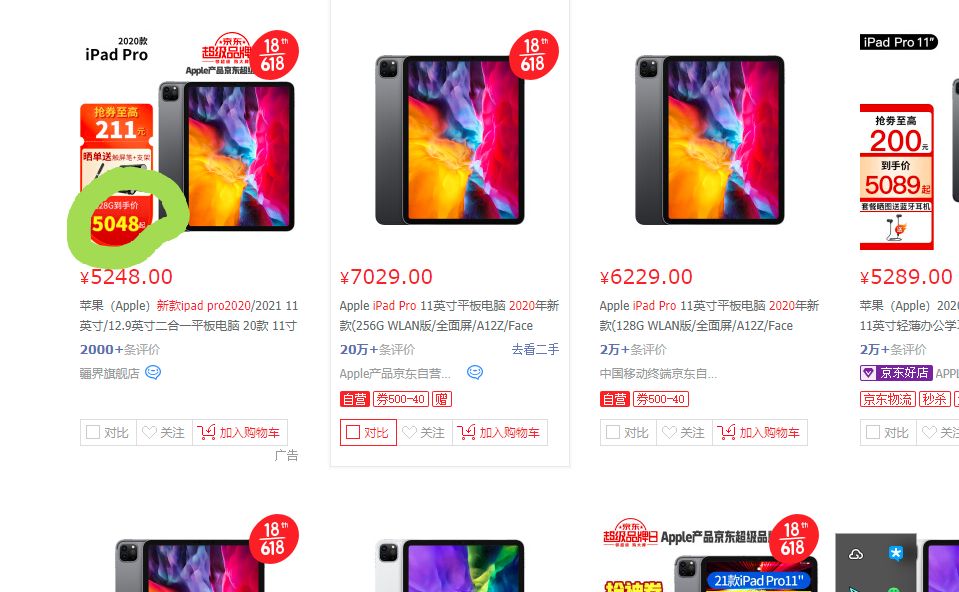 2020款
iPad Pro
京东
超级品牌
Apple产品京东超级
18th
618
抢券至高
211元
晒单送触屏笔+支架
28G到手价
5048起
¥5248.00
苹果（Apple）新款ipad pro2020/2021 11
英寸/12.9英寸二合一平板电脑 20款 11寸
2000+条评价
疆界旗舰店
对比
关注
加入购物车
广告
18th
618
¥7029.00
Apple iPad Pro 11英寸平板电脑 2020年新
款(256G WLAN版/全面屏/A12Z/Face
20万+条评价
去看二手
Apple产品京东自营...
自营
券500-40
赠
对比
关注
加入购物车
¥6229.00
Apple iPad Pro 11英寸平板电脑 2020年新
款(128G WLAN版/全面屏/A12Z/Face
2万+条评价
中国移动终端京东自...
自营
券500-40
对比
关注
加入购物车
iPad Pro 11”
抢券至高
200元
到手价
5089起
套餐晒图送蓝牙耳机
送
¥5289.00
苹果（Apple）202
11英寸轻薄办公学
2万+条评价
京东好店
APPL
京东物流
秒杀
对比
18th
618
京东
超级品牌日
Apple产品京东超级品
18th
618
21款iPad Pro11"
抢神券